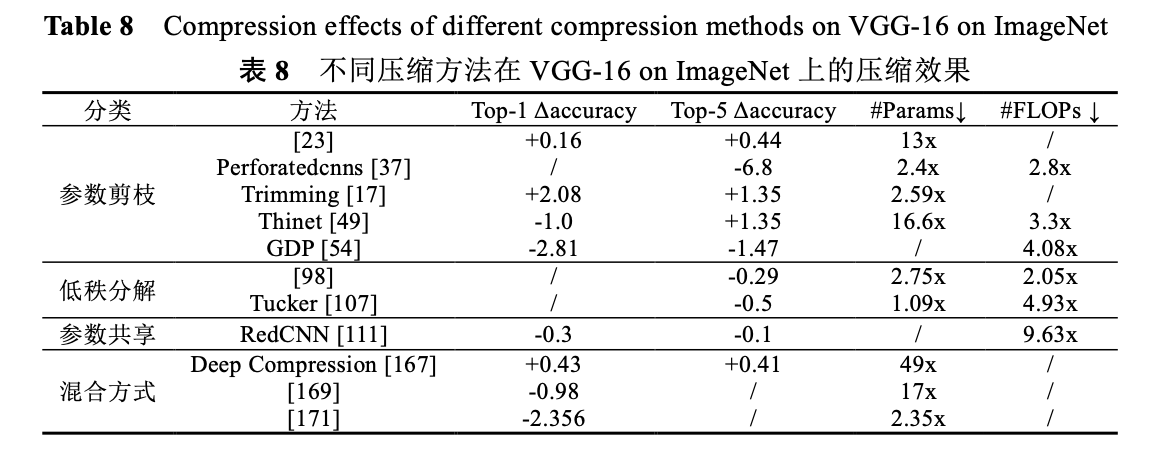 Table 8 Compression effects of different compression methods on VGG-16 on ImageNet
表 8 不同压缩方法在 VGG-16 on ImageNet 上的压缩效果
分类 方法 Top-1 Δaccuracy Top-5 Δaccuracy #Params↓ #FLOPs ↓
[23] +0.16 +0.44 13x /
Perforatedcnns [37] / -6.8 2.4x 2.8x
参数剪枝 Trimming [17] +2.08 +1.35 2.59x /
Thinet [49] -1.0 +1.35 16.6x 3.3x
GDP [54] -2.81 -1.47 / 4.08x
低秩分解 [98] / -0.29 2.75x 2.05x
Tucker [107] / -0.5 1.09x 4.93x
参数共享 RedCNN [111] -0.3 -0.1 / 9.63x
Deep Compression [167] +0.43 +0.41 49x /
混合方式 [169] -0.98 / 17x /
[171] -2.356 / 2.35x /